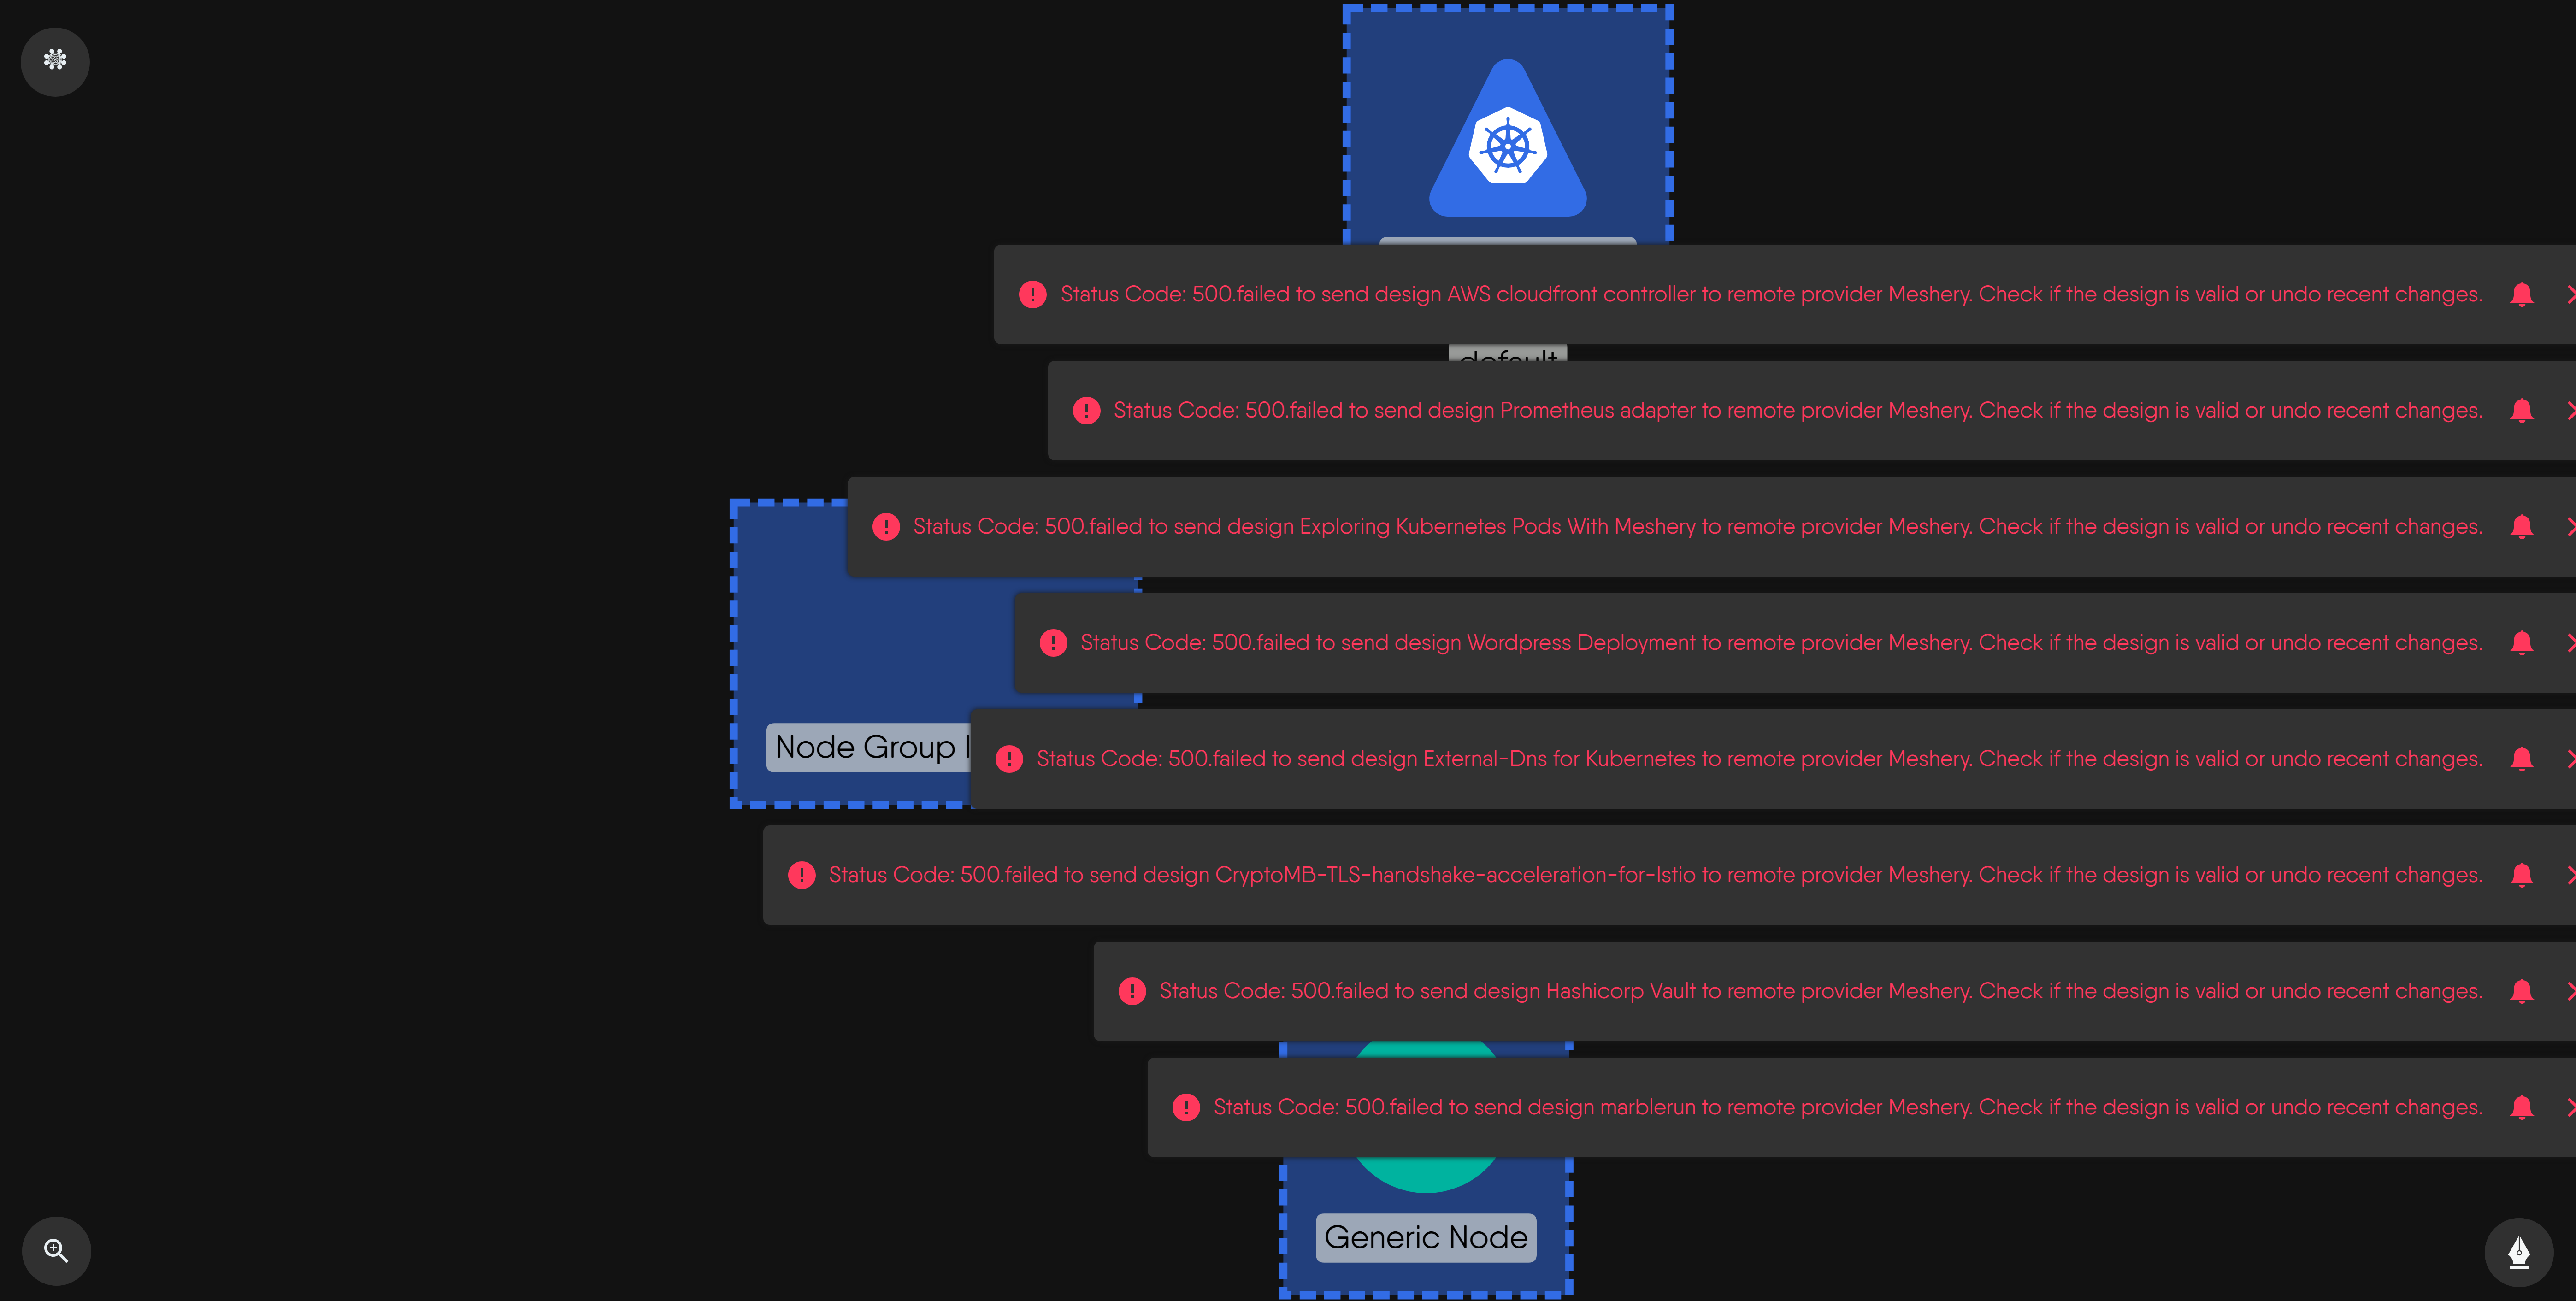 Status Code: 500.failed to send design AWS cloudfront controller to remote provider Meshery. Check if the design is valid or undo recent changes.
default
Status Code: 500.failed to send design Prometheus adapter to remote provider Meshery. Check if the design is valid or undo recent changes.
Status Code: 500.failed to send design Exploring Kubernetes Pods With Meshery to remote provider Meshery. Check if the design is valid or undo recent changes.
Status Code: 500.failed to send design Wordpress Deployment to remote provider Meshery. Check if the design is valid or undo recent changes.
Node Group
Status Code: 500.failed to send design External-Dns for Kubernetes to remote provider Meshery. Check if the design is valid or undo recent changes.
Status Code: 500.failed to send design CryptoMB-TLS-handshake-acceleration-for-Istio to remote provider Meshery. Check if the design is valid or undo recent changes.
Status Code: 500.failed to send design Hashicorp Vault to remote provider Meshery. Check if the design is valid or undo recent changes.
Status Code: 500.failed to send design marblerun to remote provider Meshery. Check if the design is valid or undo recent changes.
Generic Node